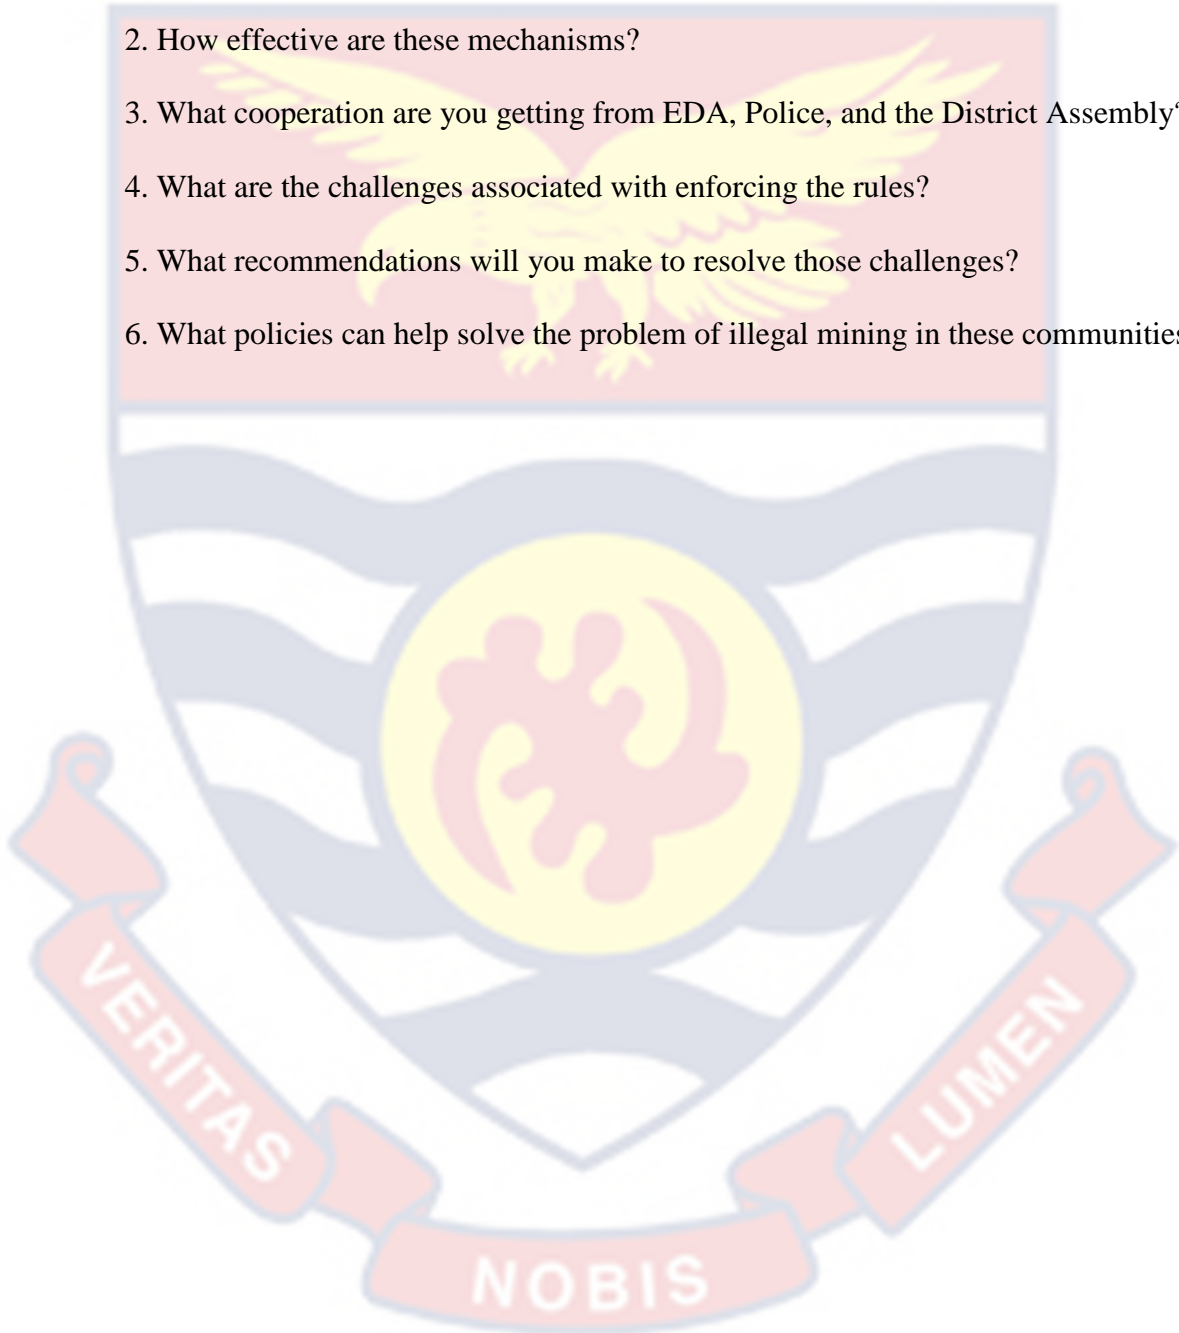 2. How effective are these mechanisms?
3. What cooperation are you getting from EDA, Police, and the District Assembly?
4. What are the challenges associated with enforcing the rules?
5. What recommendations will you make to resolve those challenges?
6. What policies can help solve the problem of illegal mining in these communities
VERITAS
NOBIS
LUMEN